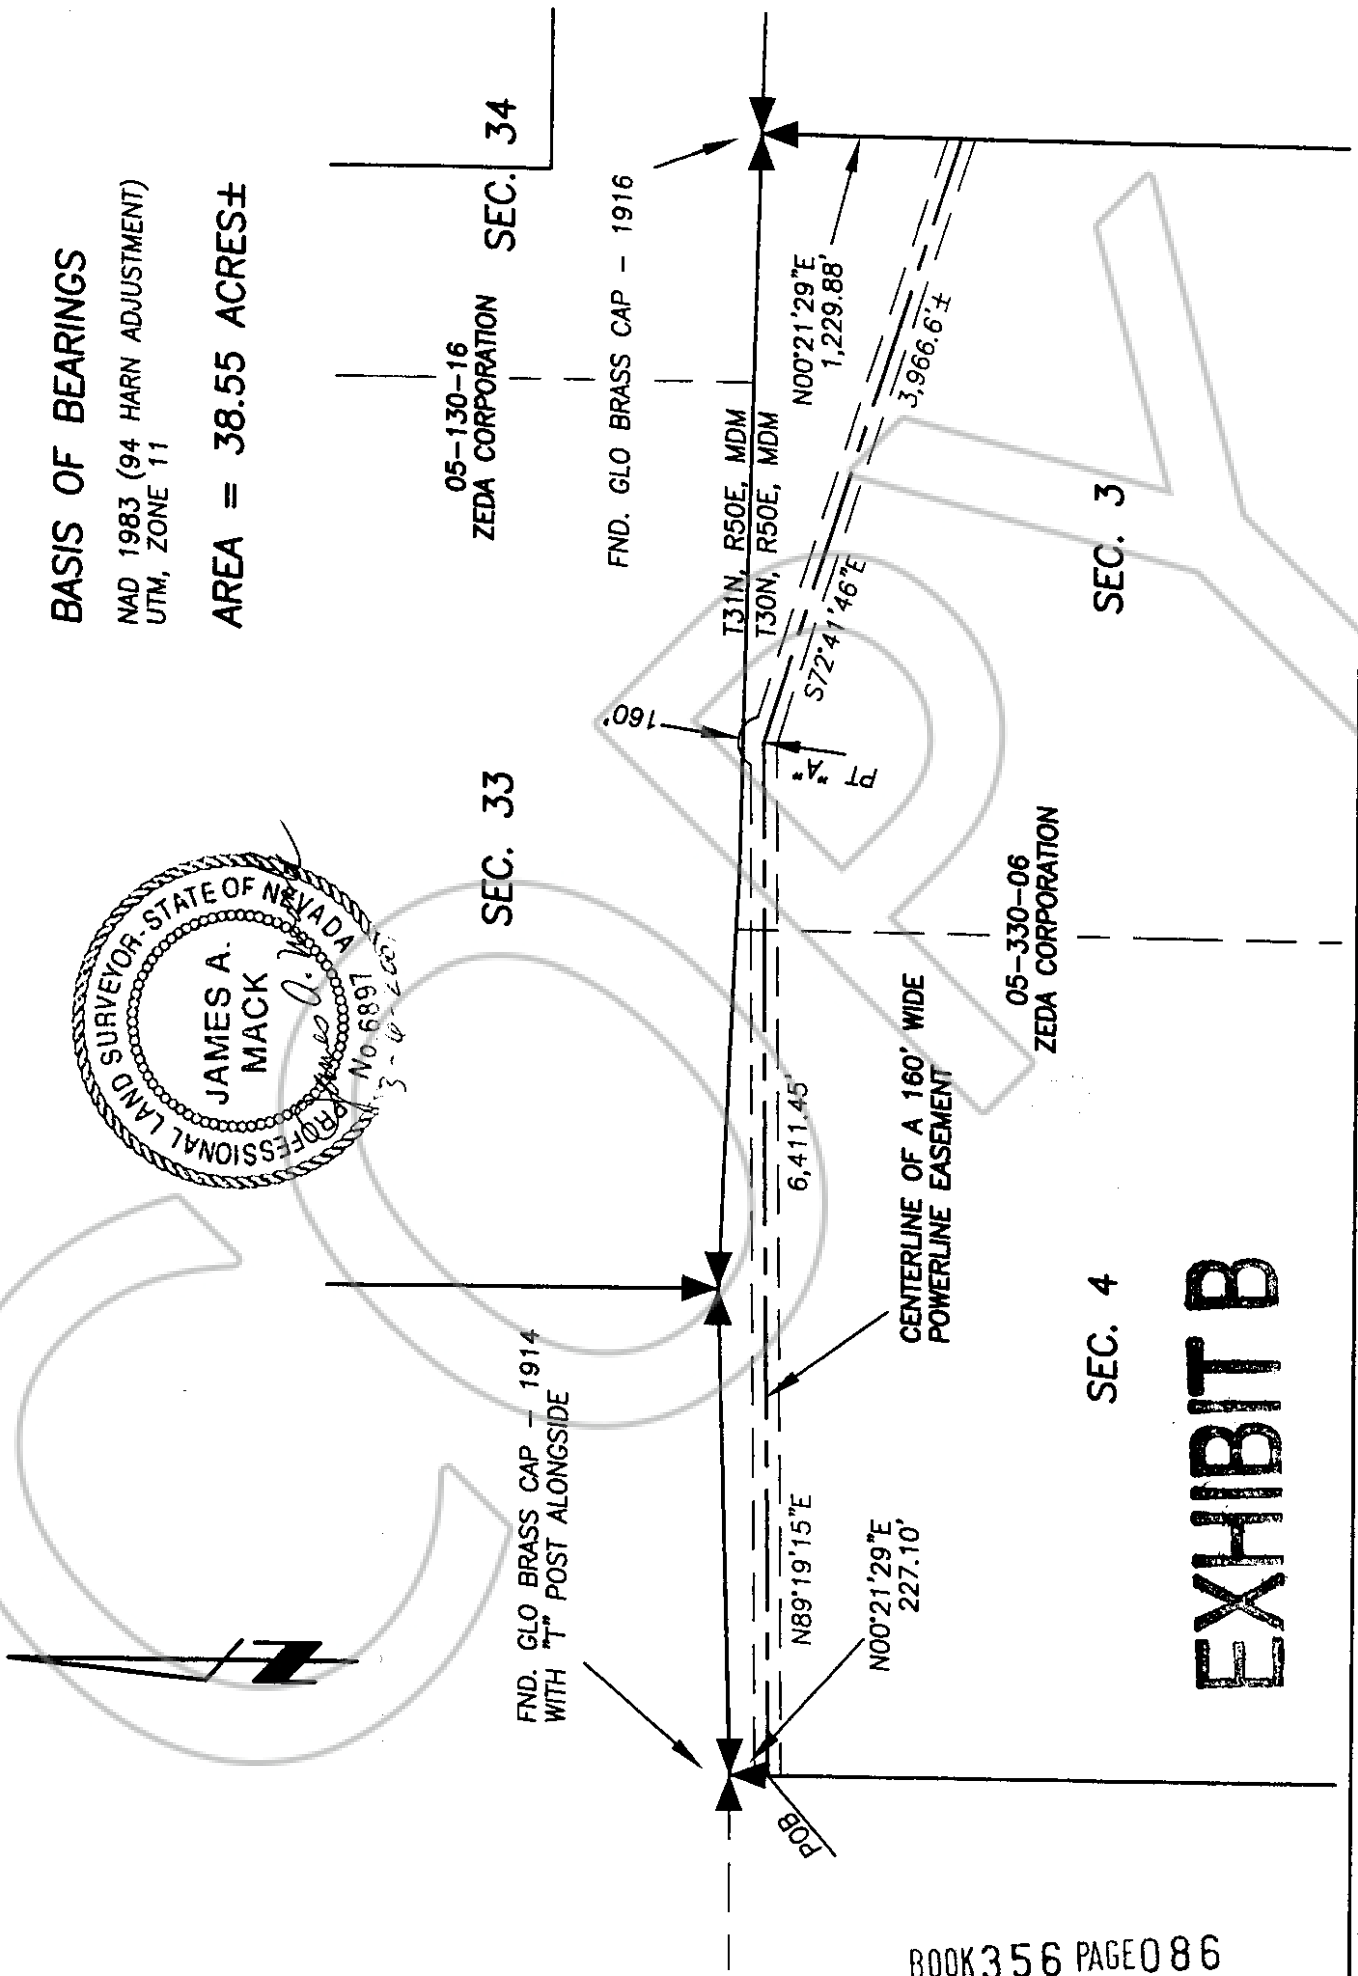 BASIS OF BEARINGS
NAD 1983 (94 HARN ADJUSTMENT)
UTM, ZONE 11
AREA = 38.55 ACRES±
PROFESSIONAL LAND SURVEYOR-STATE OF NEVADA
JAMES A.
MACK
No 6897
05-130-16
ZEDA CORPORATION
SEC. 34
SEC. 33
FND. GLO BRASS CAP - 1916
FND. GLO BRASS CAP - 1914
WITH "T" POST ALONGSIDE
T31N, R50E, MDM
T30N, R50E, MDM
160'
PT "A"
N00°21'29"E
1,229.88'
3,966.6'±
S72°41'46"E
6,411.45'
N89°19'15"E
N00°21'29"E
227.10'
POB
CENTERLINE OF A 160' WIDE
POWERLINE EASEMENT
05-330-06
ZEDA CORPORATION
SEC. 3
SEC. 4
EXHIBIT B
COPY
BOOK 356 PAGE 086